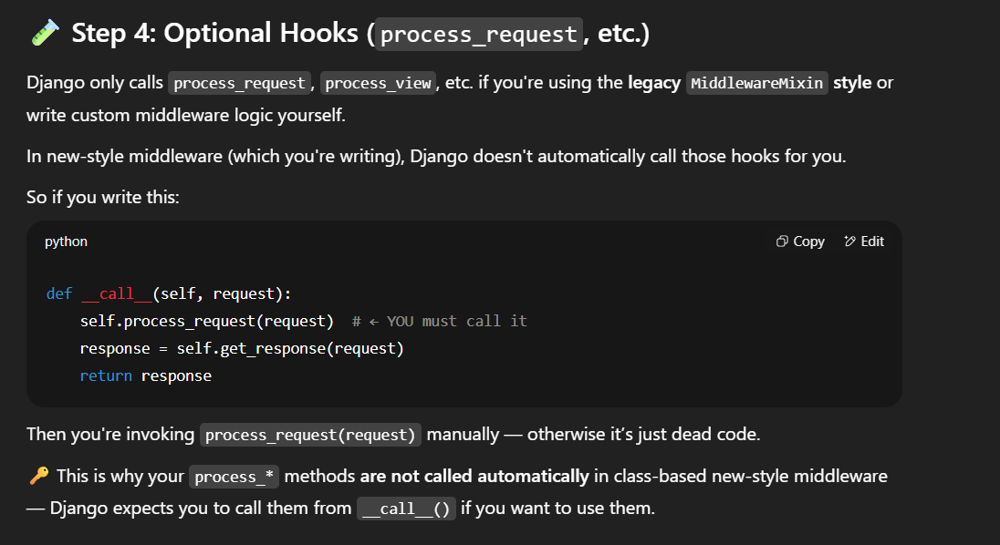 🧪 Step 4: Optional Hooks (process_request, etc.)
Django only calls process_request, process_view, etc. if you're using the legacy MiddlewareMixin style or
write custom middleware logic yourself.
In new-style middleware (which you're writing), Django doesn't automatically call those hooks for you.
So if you write this:
python Copy Edit
def __call__(self, request):
    self.process_request(request)  # ← YOU must call it
    response = self.get_response(request)
    return response
Then you're invoking process_request(request) manually — otherwise it's just dead code.
🔑 This is why your process_* methods are not called automatically in class-based new-style middleware
— Django expects you to call them from __call__() if you want to use them.